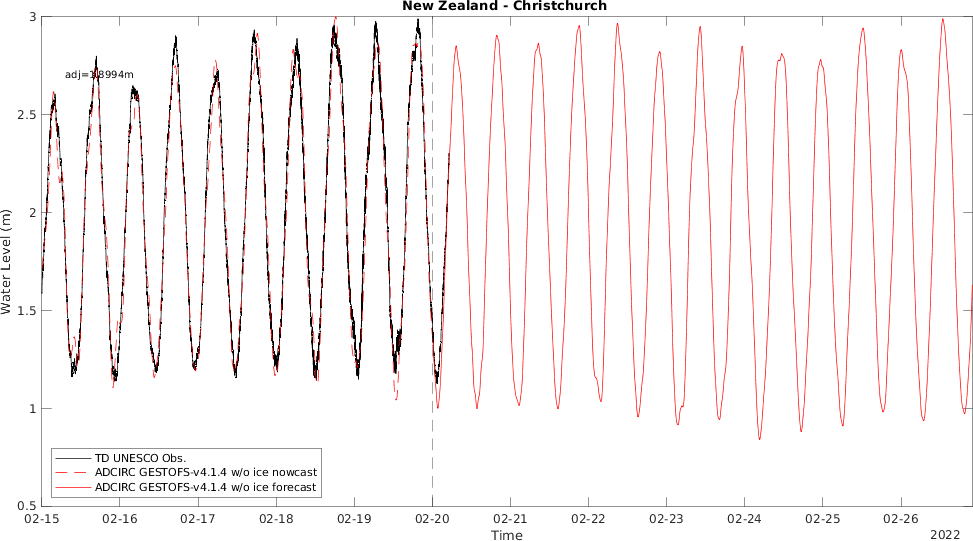 New Zealand - Christchurch
3
2.5
2
1.5
1
0.5
Water Level (m)
adj=1.8994m
TD UNESCO Obs.
ADCIRC GESTOFS-v4.1.4 w/o ice nowcast
ADCIRC GESTOFS-v4.1.4 w/o ice forecast
02-15 02-16 02-17 02-18 02-19 02-20 02-21 02-22 02-23 02-24 02-25 02-26
Time
2022